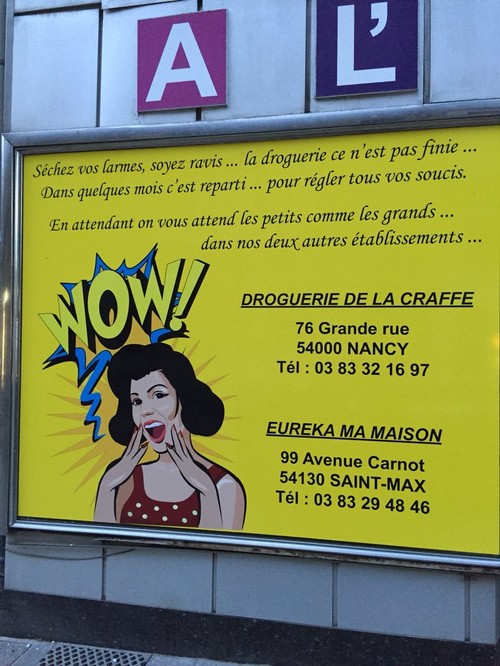 A L'
Séchez vos larmes, soyez ravis ... la droguerie ce n'est pas finie ...
Dans quelques mois c'est reparti ... pour régler tous vos soucis.
En attendant on vous attend les petits comme les grands ...
dans nos deux autres établissements ...
WOW!
DROGUERIE DE LA CRAFFE
76 Grande rue
54000 NANCY
Tél : 03 83 32 16 97
EUREKA MA MAISON
99 Avenue Carnot
54130 SAINT-MAX
Tél : 03 83 29 48 46